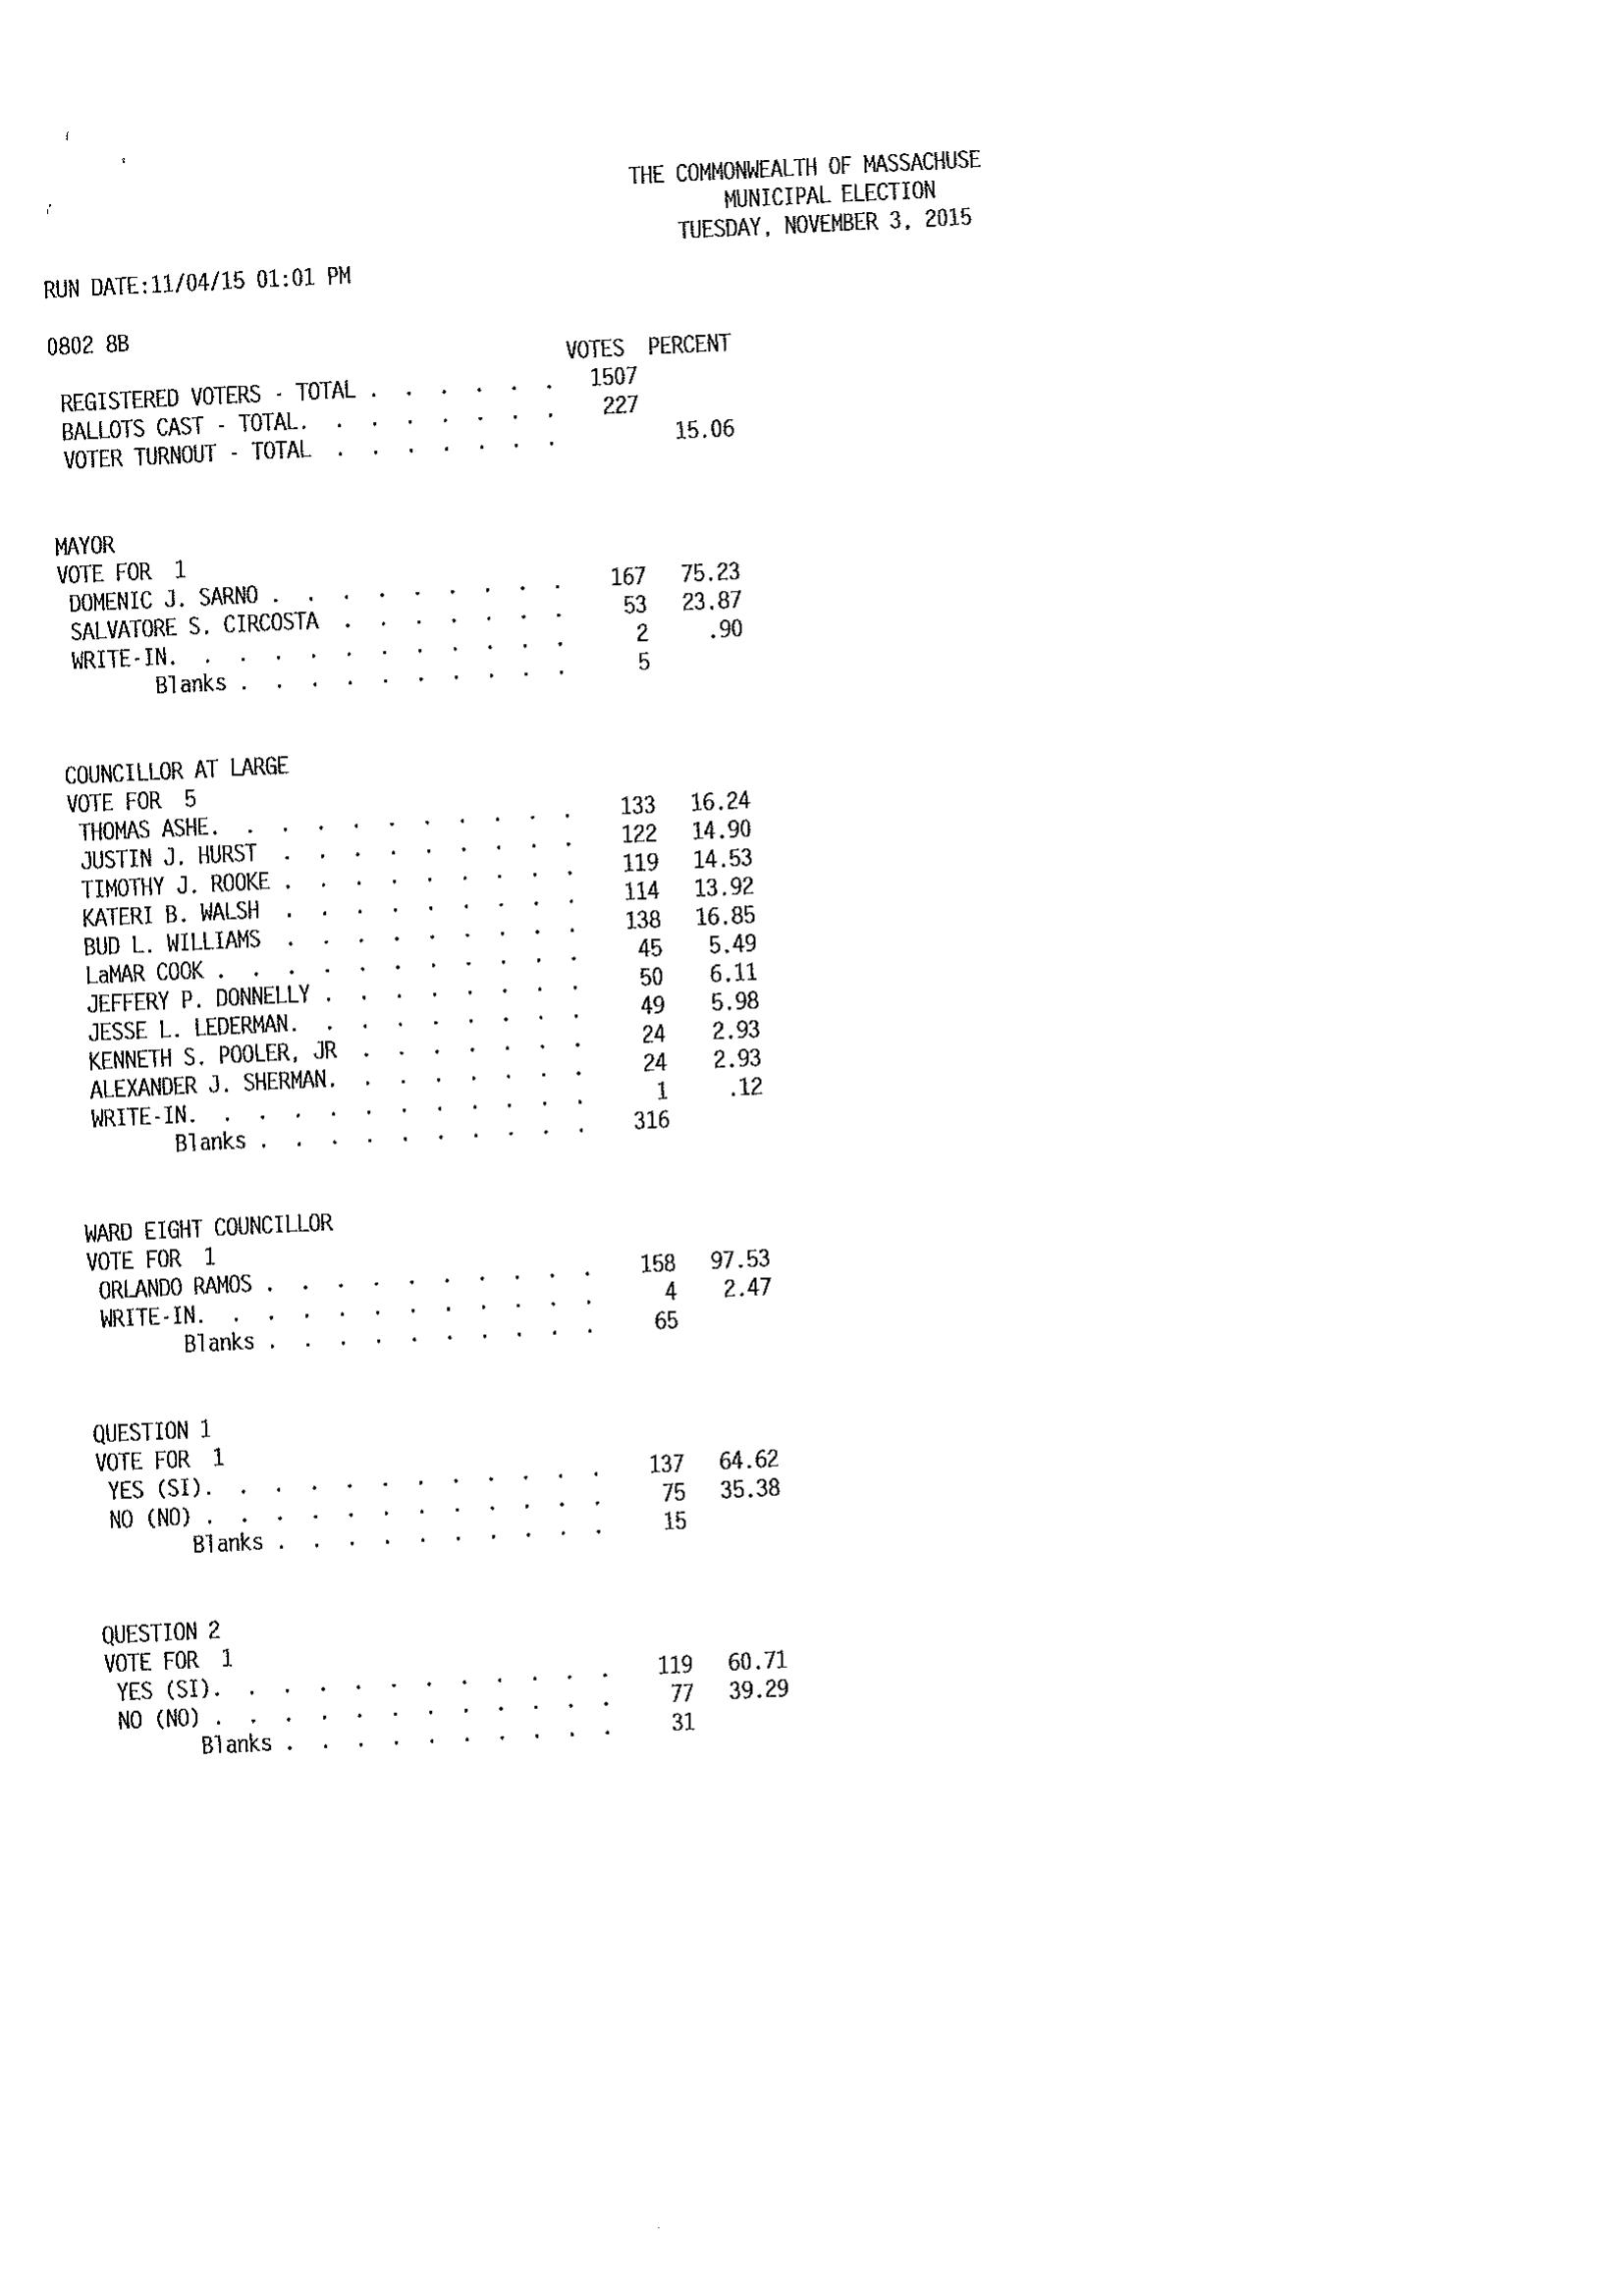 THE COMMONWEALTH OF MASSACHUSE
MUNICIPAL ELECTION
TUESDAY, NOVEMBER 3, 2015
RUN DATE:11/04/15 01:01 PM
0802 8B
VOTES PERCENT
REGISTERED VOTERS - TOTAL . . . . . . 1507
BALLOTS CAST - TOTAL. . . . . . . . 227
VOTER TURNOUT - TOTAL . . . . . . . 15.06
MAYOR
VOTE FOR 1
DOMENIC J. SARNO . . . . . . . . . 167 75.23
SALVATORE S. CIRCOSTA . . . . . . . 53 23.87
WRITE-IN. . . . . . . . . . . . 2 .90
Blanks . . . . . . . . . . 5
COUNCILLOR AT LARGE
VOTE FOR 5
THOMAS ASHE. . . . . . . . . . . 133 16.24
JUSTIN J. HURST . . . . . . . . . 122 14.90
TIMOTHY J. ROOKE . . . . . . . . . 119 14.53
KATERI B. WALSH . . . . . . . . . 114 13.92
BUD L. WILLIAMS . . . . . . . . . 138 16.85
LaMAR COOK . . . . . . . . . . . 45 5.49
JEFFERY P. DONNELLY . . . . . . . . 50 6.11
JESSE L. LEDERMAN. . . . . . . . . 49 5.98
KENNETH S. POOLER, JR . . . . . . . 24 2.93
ALEXANDER J. SHERMAN. . . . . . . . 24 2.93
WRITE-IN. . . . . . . . . . . . 1 .12
Blanks . . . . . . . . . . 316
WARD EIGHT COUNCILLOR
VOTE FOR 1
ORLANDO RAMOS . . . . . . . . . . 158 97.53
WRITE-IN. . . . . . . . . . . . 4 2.47
Blanks . . . . . . . . . . 65
QUESTION 1
VOTE FOR 1
YES (SI). . . . . . . . . . . . 137 64.62
NO (NO) . . . . . . . . . . . . 75 35.38
Blanks . . . . . . . . . . 15
QUESTION 2
VOTE FOR 1
YES (SI). . . . . . . . . . . . 119 60.71
NO (NO) . . . . . . . . . . . . 77 39.29
Blanks . . . . . . . . . . 31